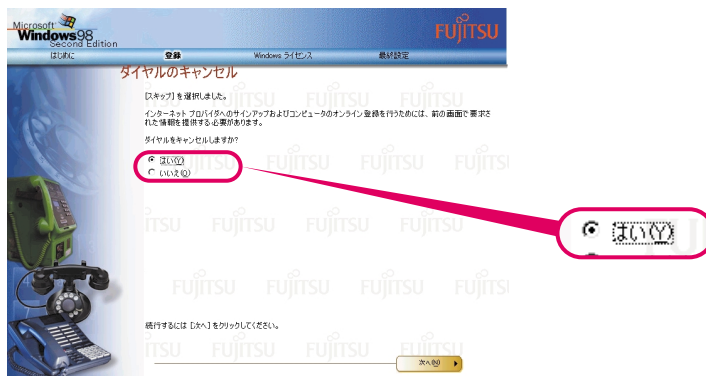 Microsoft
Windows98
Second Edition
FUJITSU
はじめに 登録 Windows ライセンス 最終設定
ダイヤルのキャンセル
[スキップ] を選択しました。
インターネット プロバイダへのサインアップおよびコンピュータのオンライン登録を行うためには、前の画面で要求さ
れた情報を提供する必要があります。
ダイヤルをキャンセルしますか?
はい(Y)
いいえ(O)
はい(Y)
続行するには [次へ] をクリックしてください。
次へ(N)